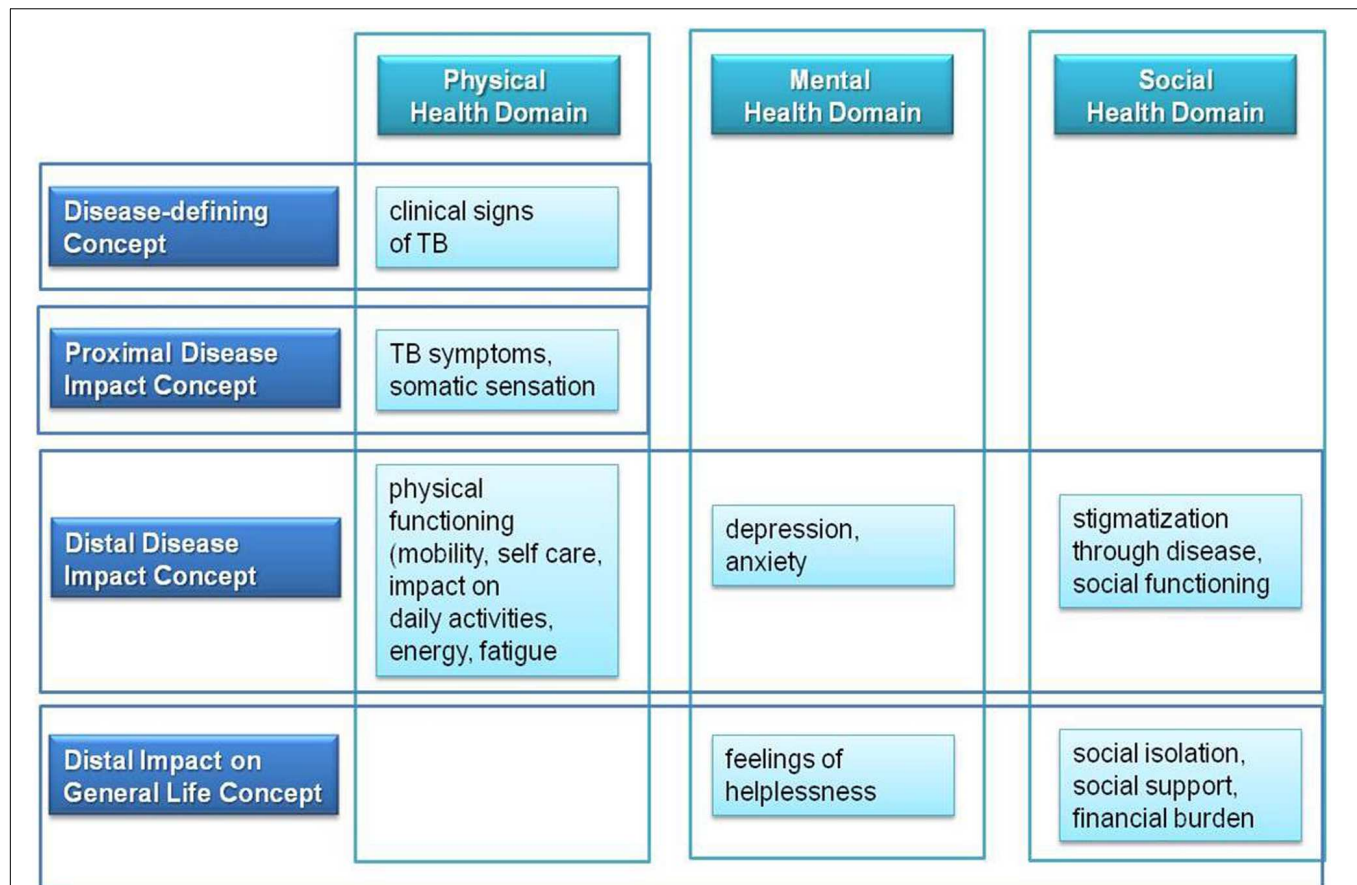 Physical
Health Domain
Mental
Health Domain
Social
Health Domain
Disease-defining
Concept
clinical signs
of TB
Proximal Disease
Impact Concept
TB symptoms,
somatic sensation
Distal Disease
Impact Concept
physical
functioning
(mobility, self care,
impact on
daily activities,
energy, fatigue
depression,
anxiety
stigmatization
through disease,
social functioning
Distal Impact on
General Life Concept
feelings of
helplessness
social isolation,
social support,
financial burden